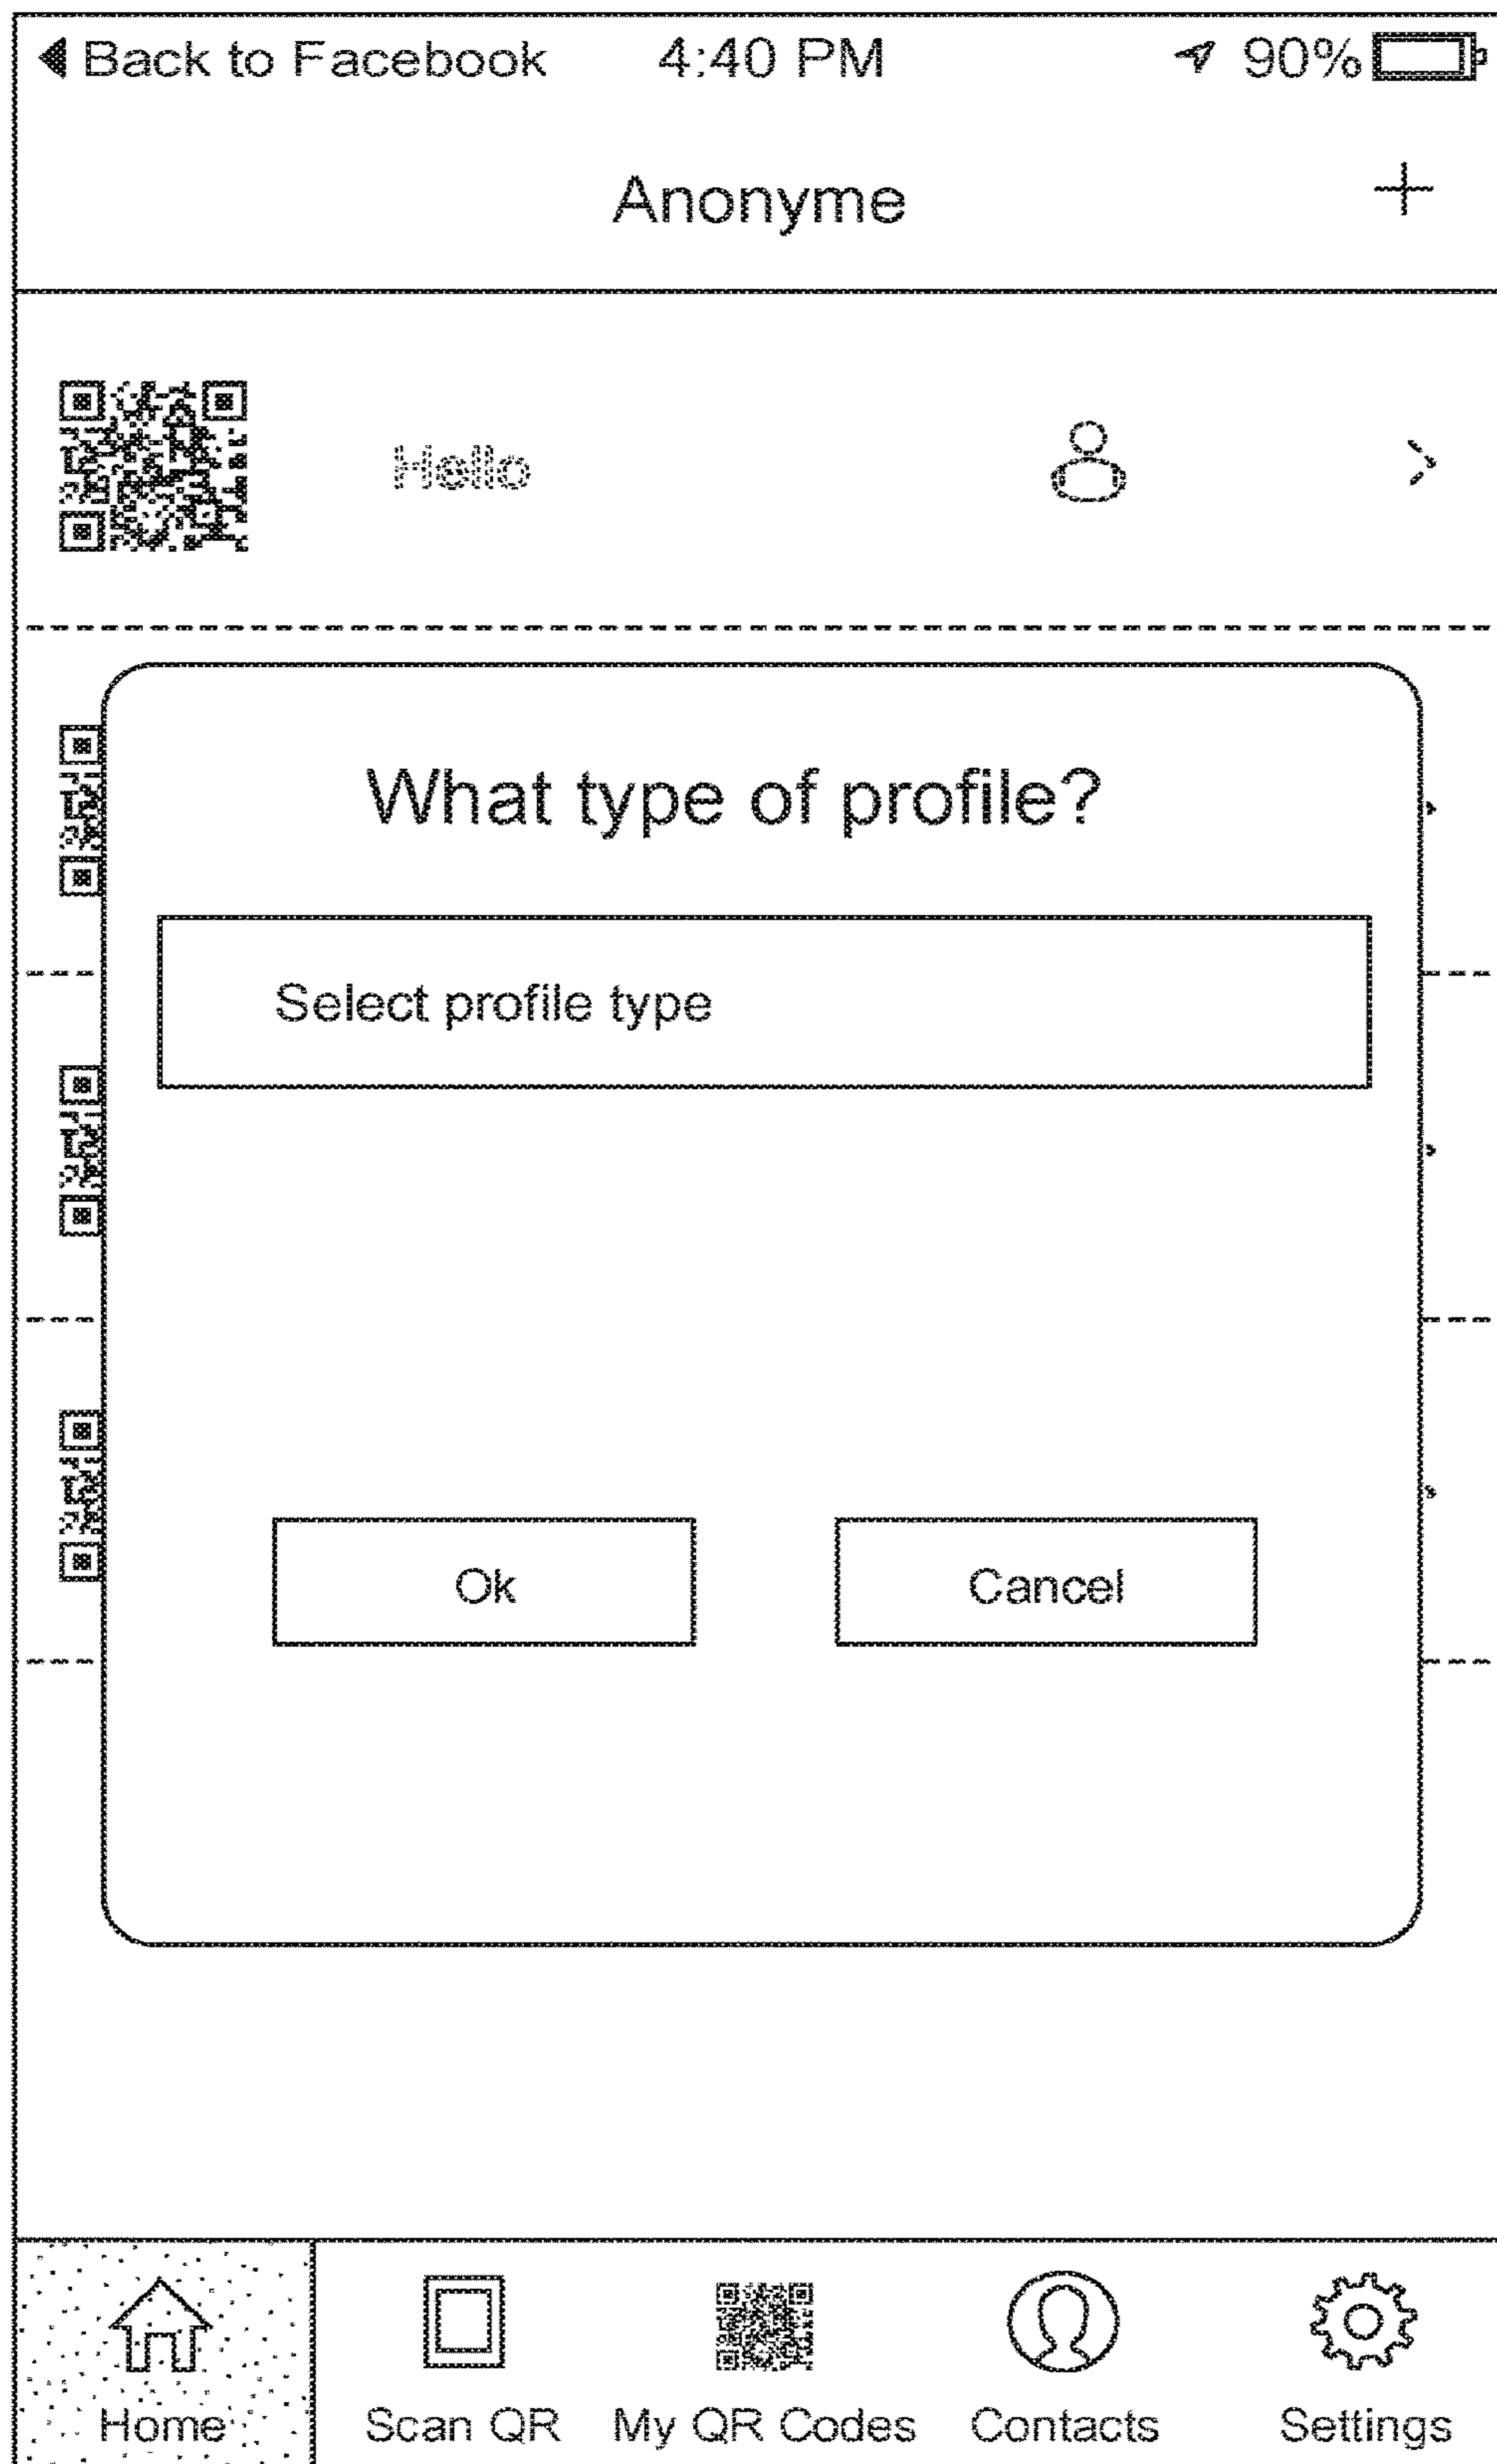 Back to Facebook 4:40 PM 90%
Anonyme
Hello
What type of profile?
Select profile type
Ok Cancel
Home Scan QR My QR Codes Contacts Settings